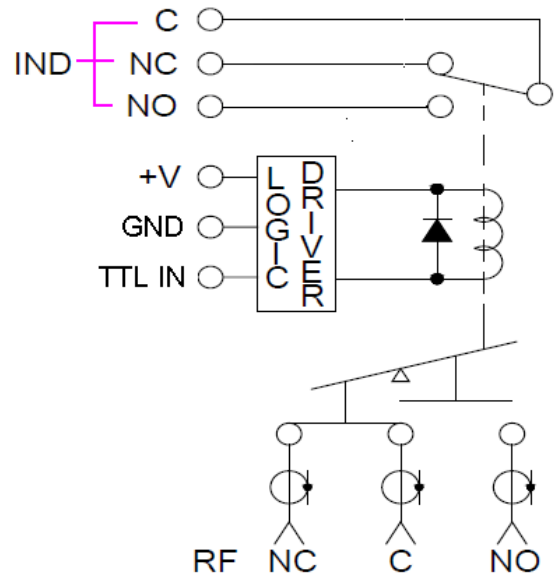 C
IND NC
NO
+V
GND
TTL IN
LOGIC
DRIVER
RF NC C NO